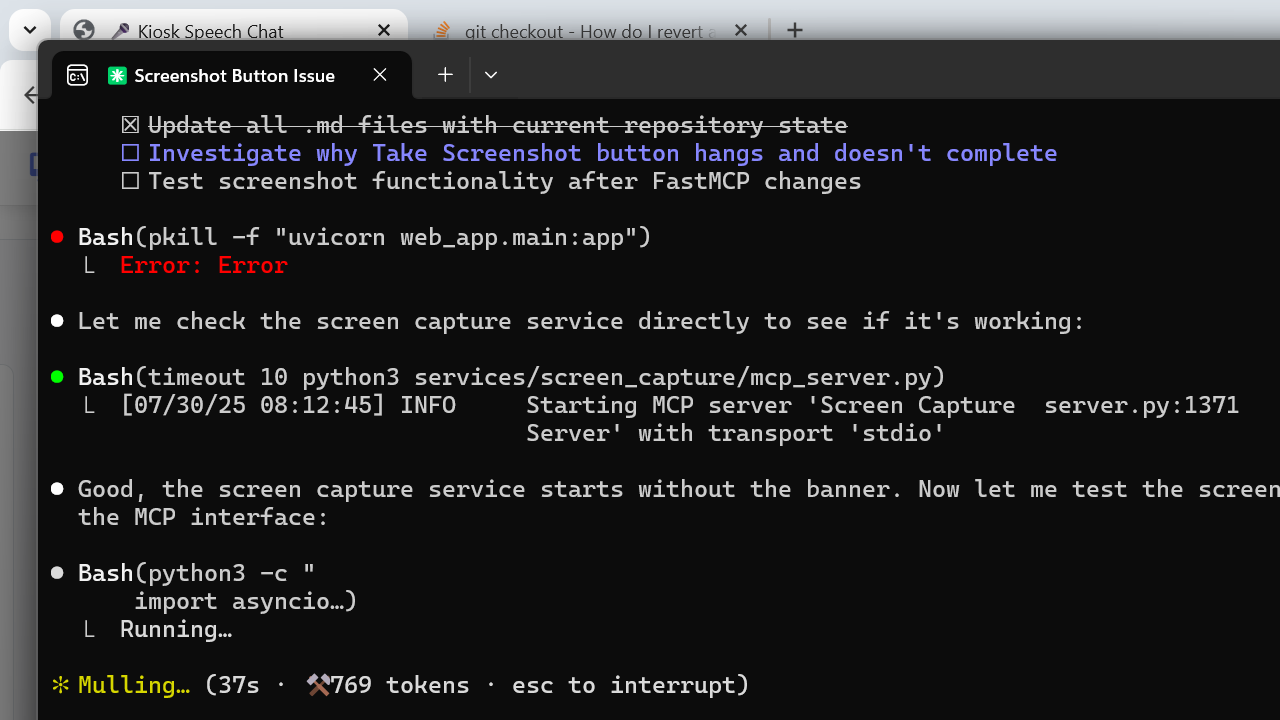 Kiosk Speech Chat
git checkout - How do I revert a
Screenshot Button Issue
☒ Update all .md files with current repository state
☐ Investigate why Take Screenshot button hangs and doesn't complete
☐ Test screenshot functionality after FastMCP changes
● Bash(pkill -f "uvicorn web_app.main:app")
└ Error: Error
● Let me check the screen capture service directly to see if it's working:
● Bash(timeout 10 python3 services/screen_capture/mcp_server.py)
└ [07/30/25 08:12:45] INFO Starting MCP server 'Screen Capture server.py:1371
Server' with transport 'stdio'
● Good, the screen capture service starts without the banner. Now let me test the screen
the MCP interface:
● Bash(python3 -c "
import asyncio…)
└ Running…
✻ Mulling… (37s · ⚒769 tokens · esc to interrupt)